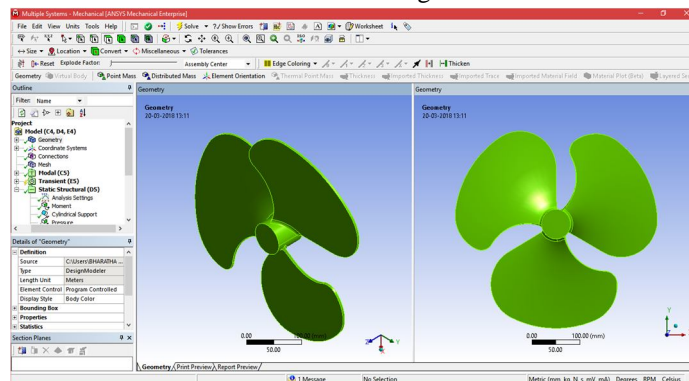 Multiple Systems - Mechanical [ANSYS Mechanical Enterprise]
File Edit View Units Tools Help Solve ?/ Show Errors Worksheet
Size Location Convert Miscellaneous Tolerances
Reset Explode Factor: Assembly Center Edge Coloring Thicken
Geometry Virtual Body Point Mass Distributed Mass Element Orientation Thermal Point Mass Thickness Imported Thickness Imported Trace Imported Material Field Material Plot (Beta) Layered Se
Outline
Filter: Name
Project
Model (C4, D4, E4)
Geometry
Coordinate Systems
Connections
Mesh
Modal (C5)
Transient (E5)
Static Structural (D5)
Analysis Settings
Moment
Cylindrical Support
Pressure
Details of "Geometry"
Definition
Source C:\Users\BHARATHA ...
Type DesignModeler
Length Unit Meters
Element Control Program Controlled
Display Style Body Color
Bounding Box
Properties
Statistics
Section Planes
Geometry
Geometry
20-03-2018 13:11
0.00 100.00 (mm)
50.00
X Y
Geometry Print Preview Report Preview
Geometry
Geometry
20-03-2018 13:11
0.00 100.00 (mm)
50.00
Y
1 Message No Selection Metric (mm, kg, N, s, mV, mA) Degrees RPM Celsius